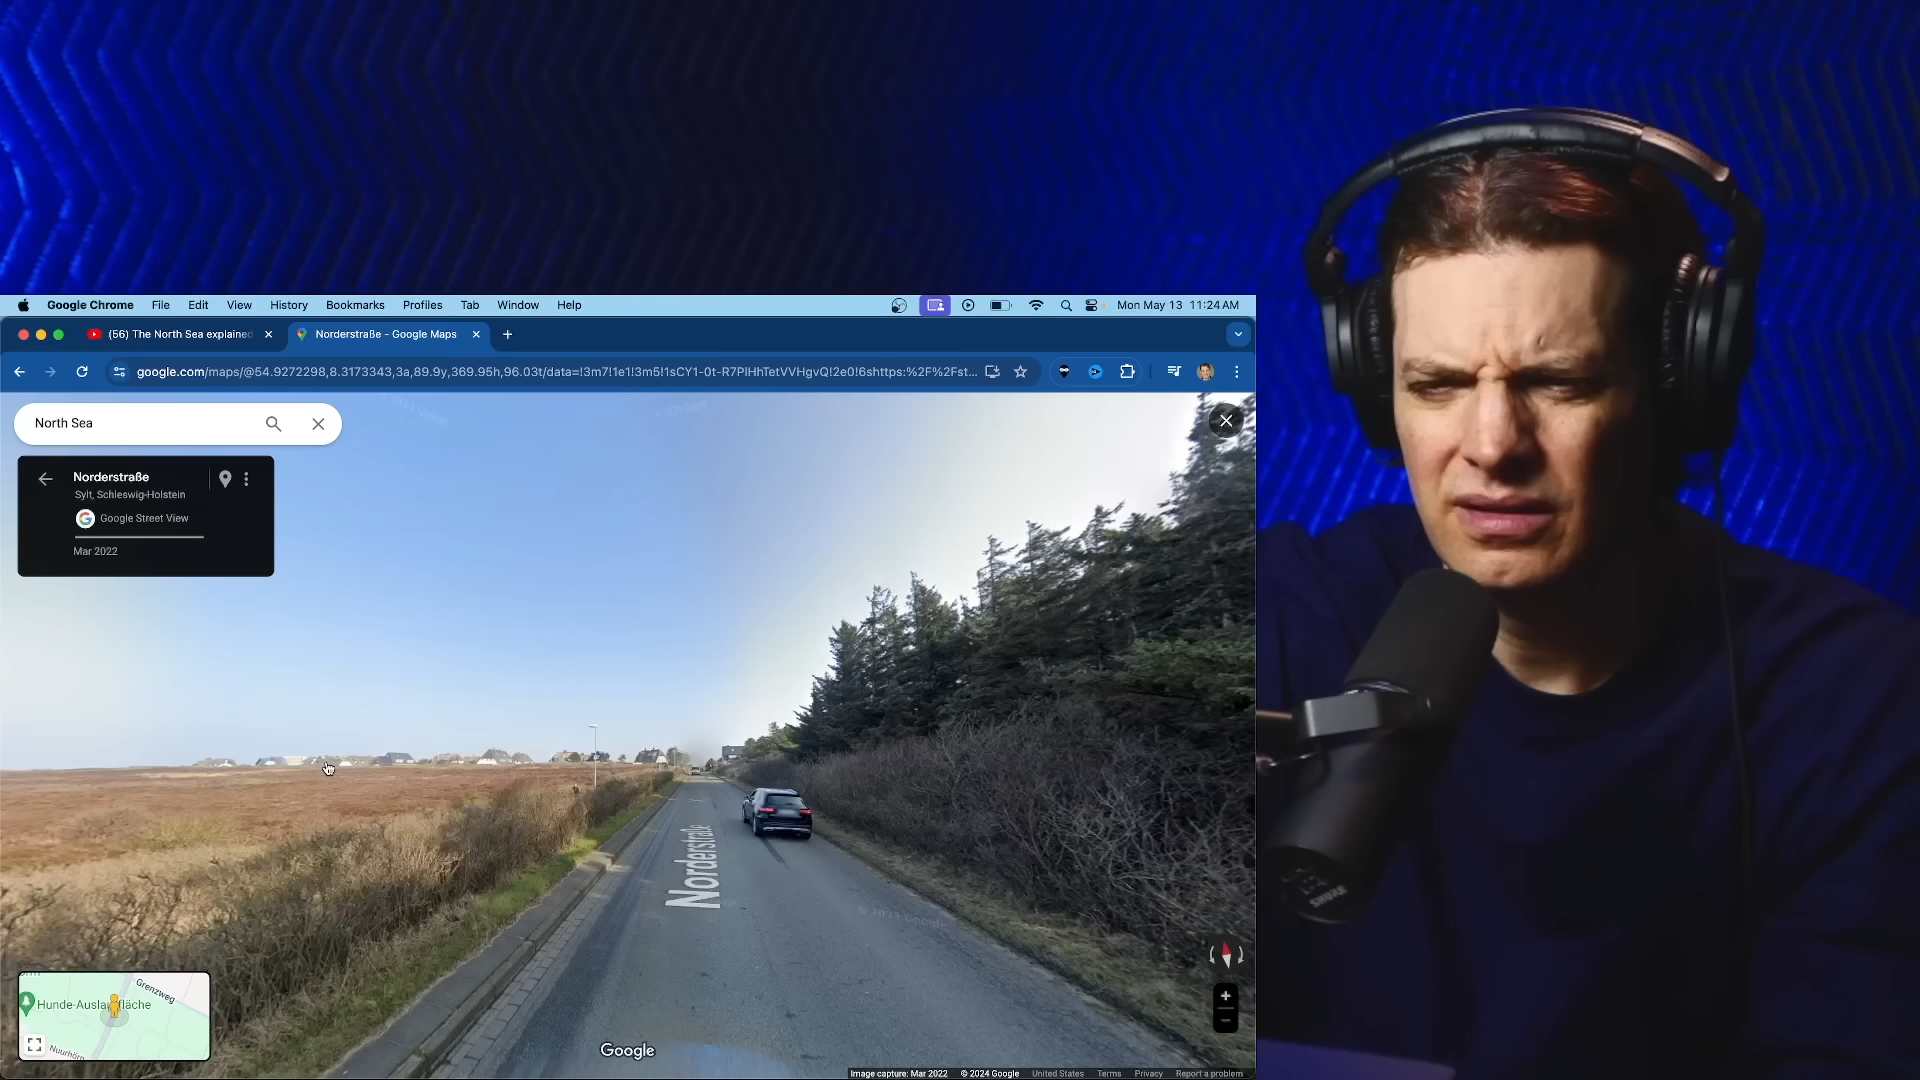 Google Chrome File Edit View History Bookmarks Profiles Tab Window Help Mon May 13 11:24 AM
(56) The North Sea explained Norderstraße - Google Maps
google.com/maps/@54.9272298,8.3173343,3a,89.9y,369.95h,96.03t/data=!3m7!1e1!3m5!1sCY1-0t-R7PIHhTetVVHgvQ!2e0!6shttps:%2F%2Fst...
North Sea
Norderstraße
Sylt, Schleswig-Holstein
Google Street View
Mar 2022
Norderstraße
Grenzweg
Hunde-Auslauffläche
Nuurhörn
Google
Image capture: Mar 2022 © 2024 Google United States Terms Privacy Report a problem